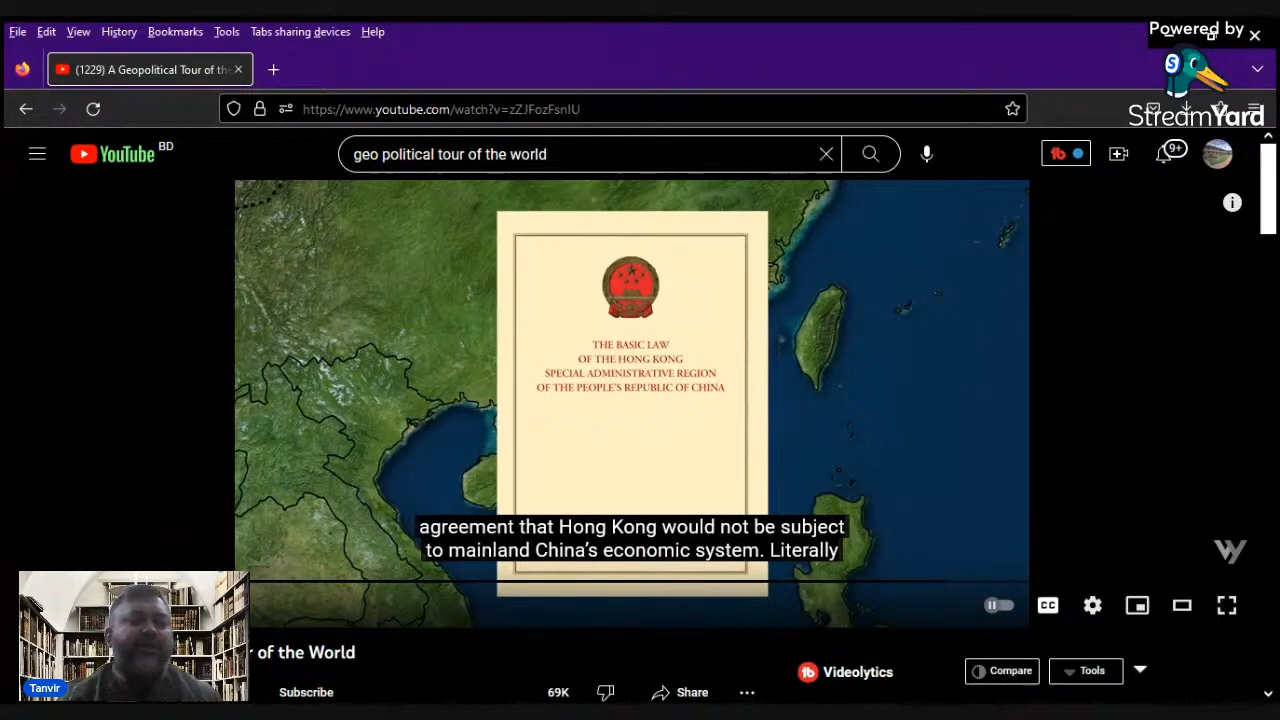 File Edit View History Bookmarks Tools Tabs sharing devices Help
Powered by
(1229) A Geopolitical Tour of the
StreamYard
https://www.youtube.com/watch?v=zZJFozFsnIU
YouTube BD
geo political tour of the world
9+
THE BASIC LAW
OF THE HONG KONG
SPECIAL ADMINISTRATIVE REGION
OF THE PEOPLE'S REPUBLIC OF CHINA
agreement that Hong Kong would not be subject
to mainland China's economic system. Literally
CC
of the World
Videolytics
Compare
Tools
Tanvir
Subscribe
69K
Share